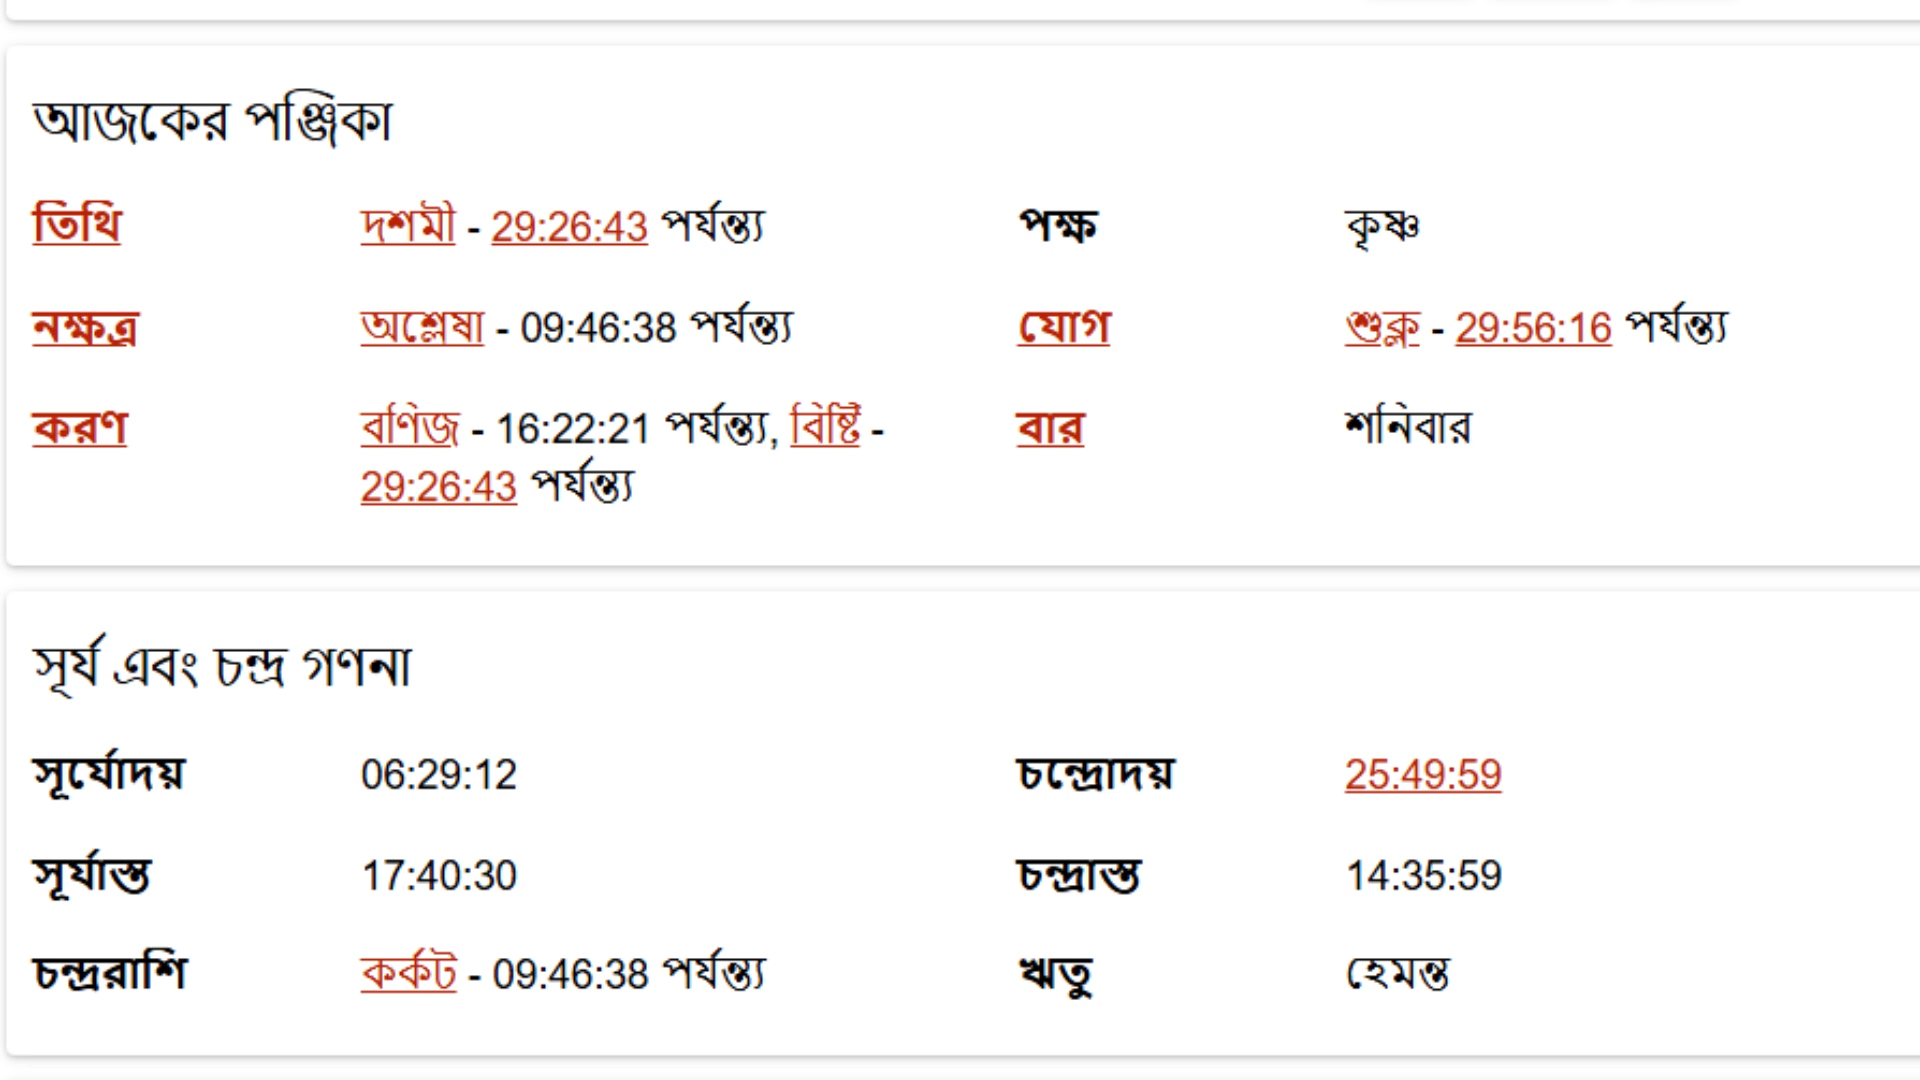 আজকের পঞ্জিকা
তিথি দশমী - 29:26:43 পর্যন্ত্য পক্ষ কৃষ্ণ
নক্ষত্র অশ্লেষা - 09:46:38 পর্যন্ত্য যোগ শুক্ল - 29:56:16 পর্যন্ত্য
করণ বণিজ - 16:22:21 পর্যন্ত্য, বিষ্টি - বার শনিবার
29:26:43 পর্যন্ত্য
সূর্য এবং চন্দ্র গণনা
সূর্যোদয় 06:29:12 চন্দ্রোদয় 25:49:59
সূর্যাস্ত 17:40:30 চন্দ্রাস্ত 14:35:59
চন্দ্ররাশি কর্কট - 09:46:38 পর্যন্ত্য ঋতু হেমন্ত